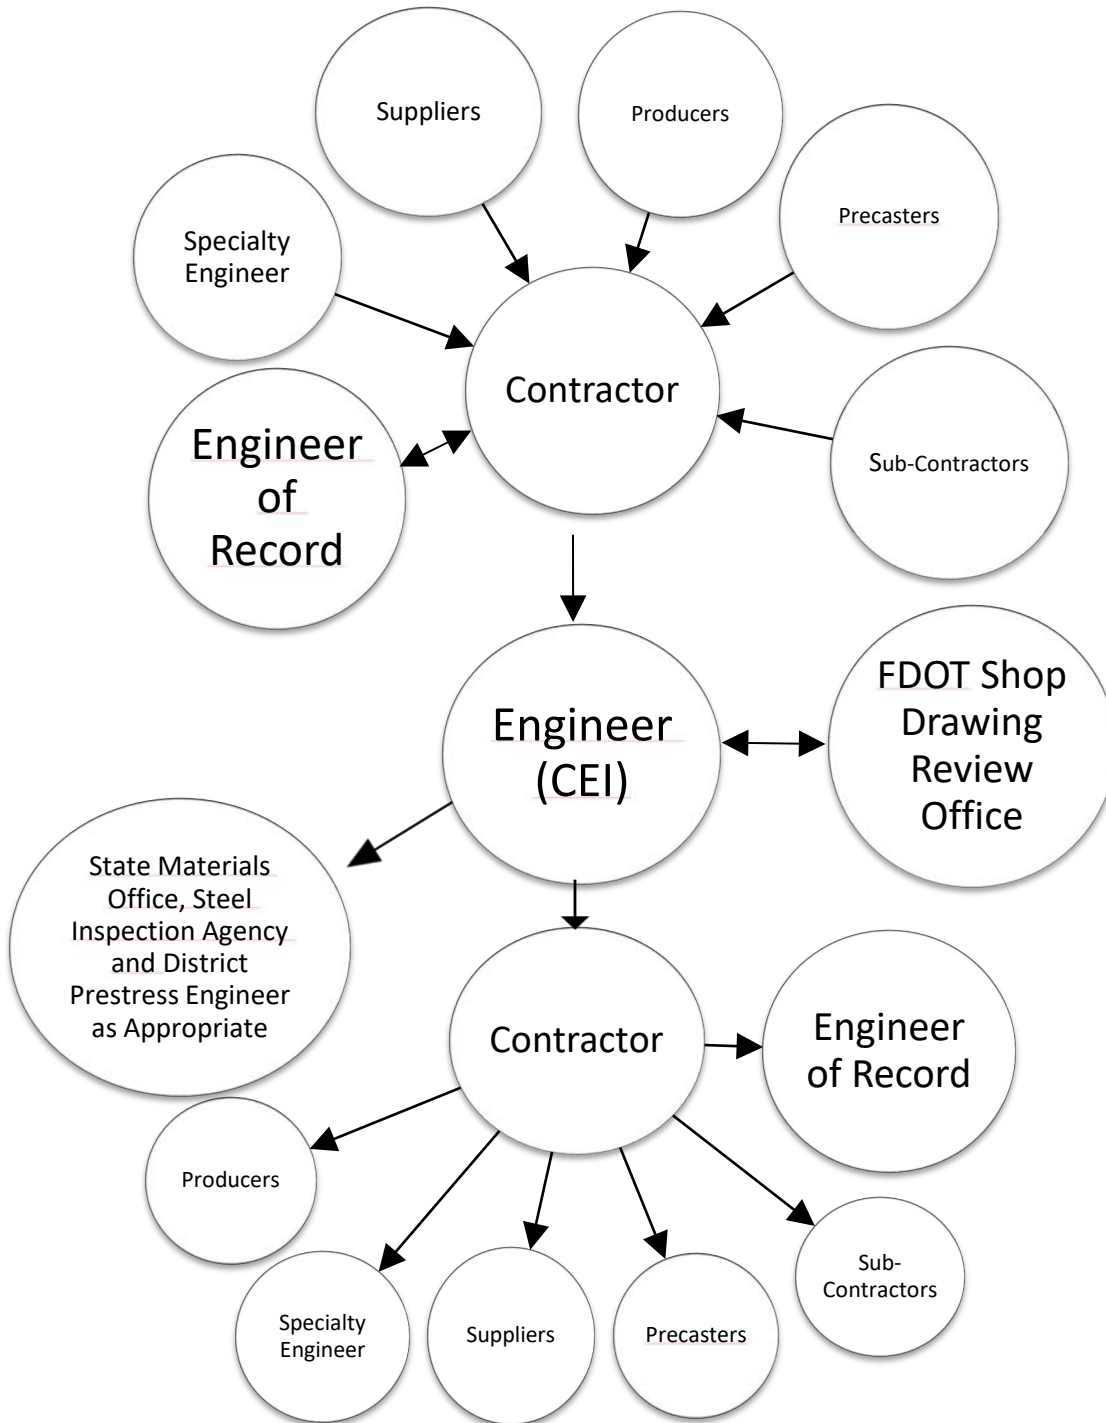 Suppliers
Producers
Precasters
Specialty
Engineer
Contractor
Engineer
of
Record
Sub-Contractors
Engineer
(CEI)
FDOT Shop
Drawing
Review
Office
State Materials
Office, Steel
Inspection Agency
and District
Prestress Engineer
as Appropriate
Contractor
Engineer
of Record
Producers
Specialty
Engineer
Suppliers
Precasters
Sub-
Contractors